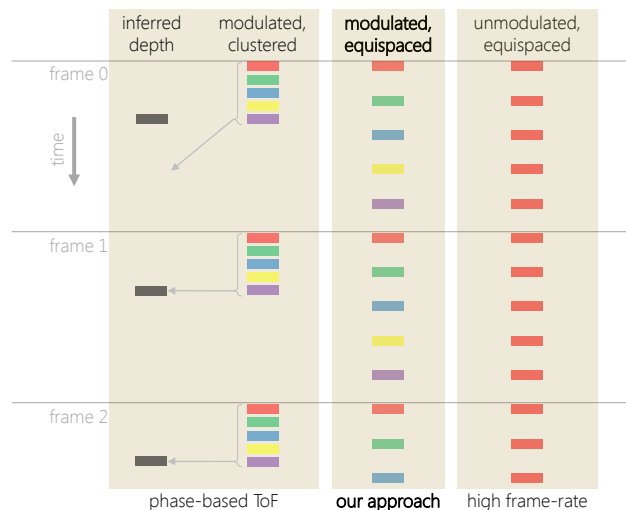 inferred
depth
modulated,
clustered
modulated,
equispaced
unmodulated,
equispaced
frame 0
time
frame 1
frame 2
phase-based ToF
our approach
high frame-rate